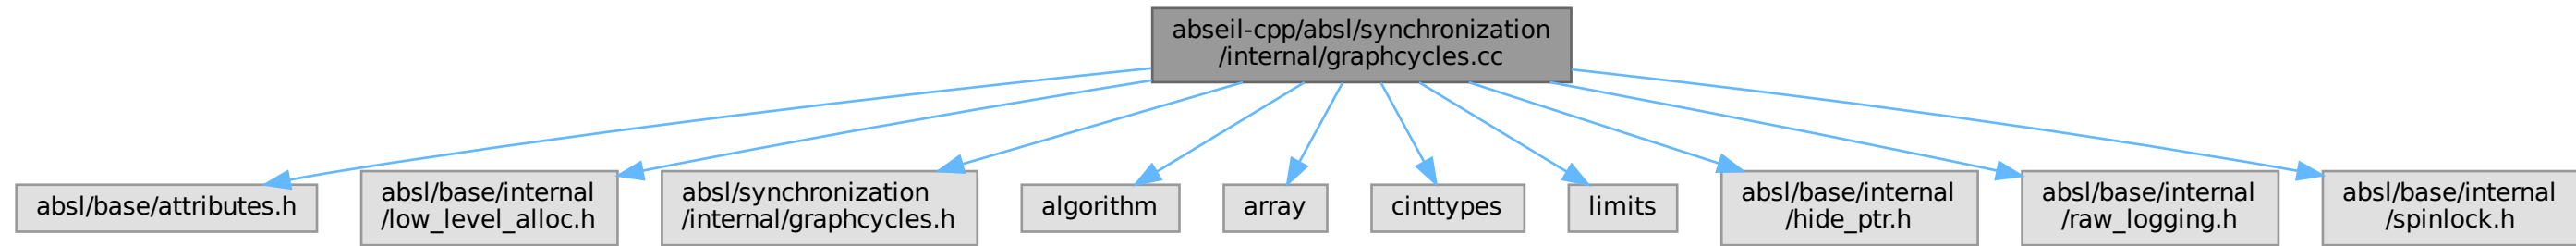 abseil-cpp/absl/synchronization
/internal/graphcycles.cc
absl/base/attributes.h
absl/base/internal
/low_level_alloc.h
absl/synchronization
/internal/graphcycles.h
algorithm
array
cinttypes
limits
absl/base/internal
/hide_ptr.h
absl/base/internal
/raw_logging.h
absl/base/internal
/spinlock.h